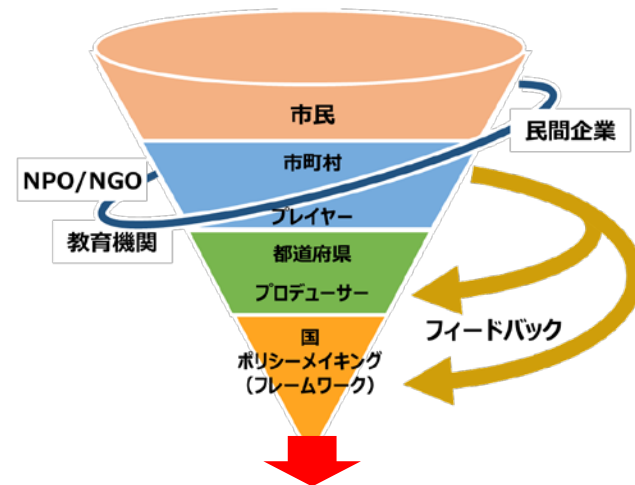 市民
民間企業
市町村
NPO/NGO
プレイヤー
教育機関
都道府県
プロデューサー
フィードバック
国
ポリシーメイキング
(フレームワーク)